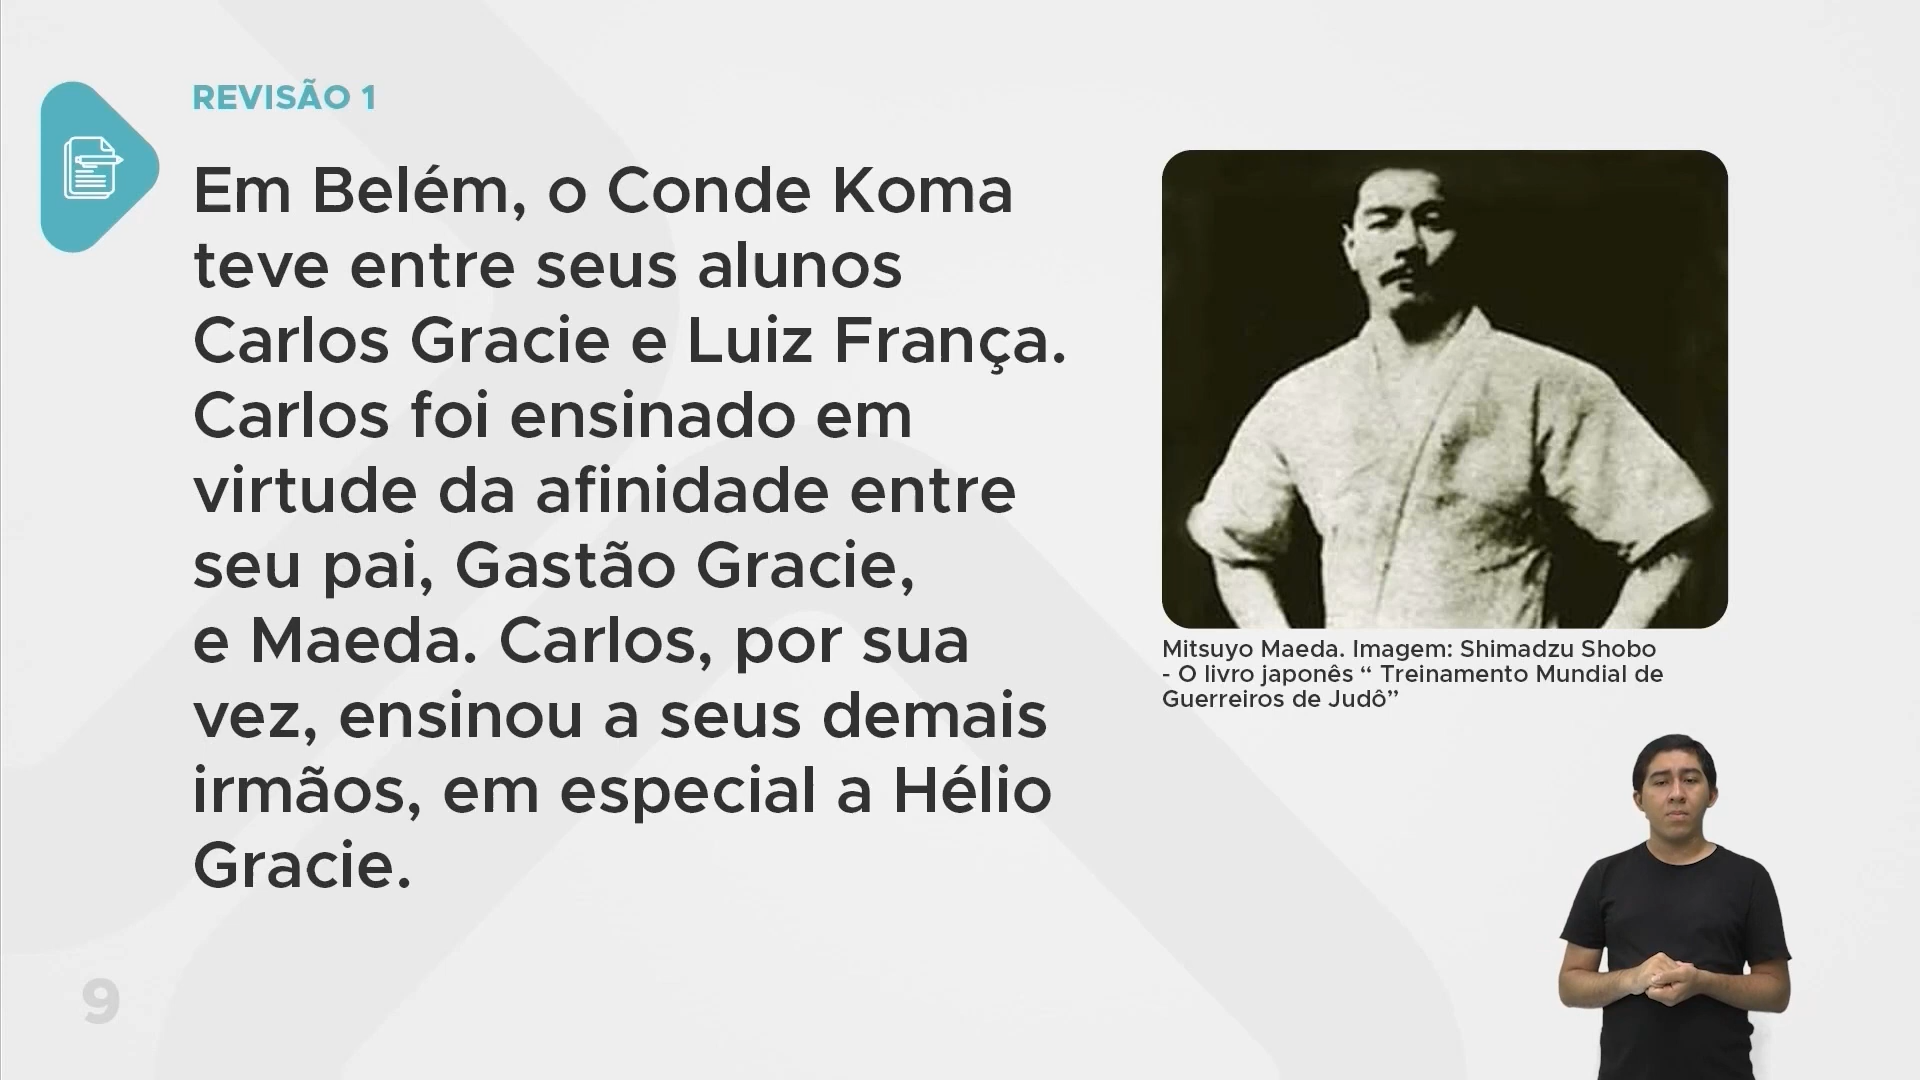 REVISÃO 1
Em Belém, o Conde Koma
teve entre seus alunos
Carlos Gracie e Luiz França.
Carlos foi ensinado em
virtude da afinidade entre
seu pai, Gastão Gracie,
e Maeda. Carlos, por sua
vez, ensinou a seus demais
irmãos, em especial a Hélio
Gracie.
Mitsuyo Maeda. Imagem: Shimadzu Shobo
- O livro japonês “ Treinamento Mundial de
Guerreiros de Judô”
9